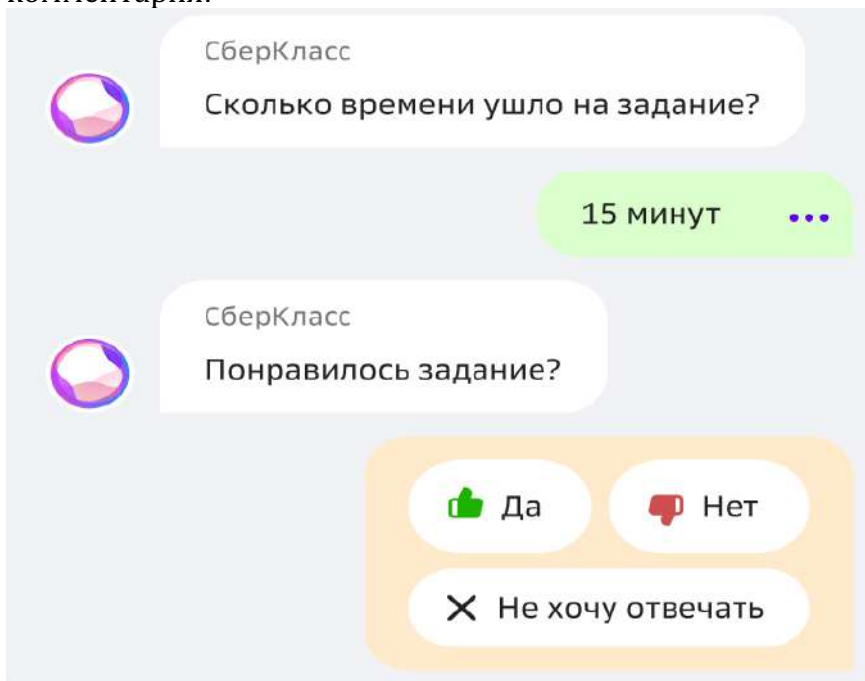 СберКласс
Сколько времени ушло на задание?
15 минут
СберКласс
Понравилось задание?
Да
Нет
Не хочу отвечать